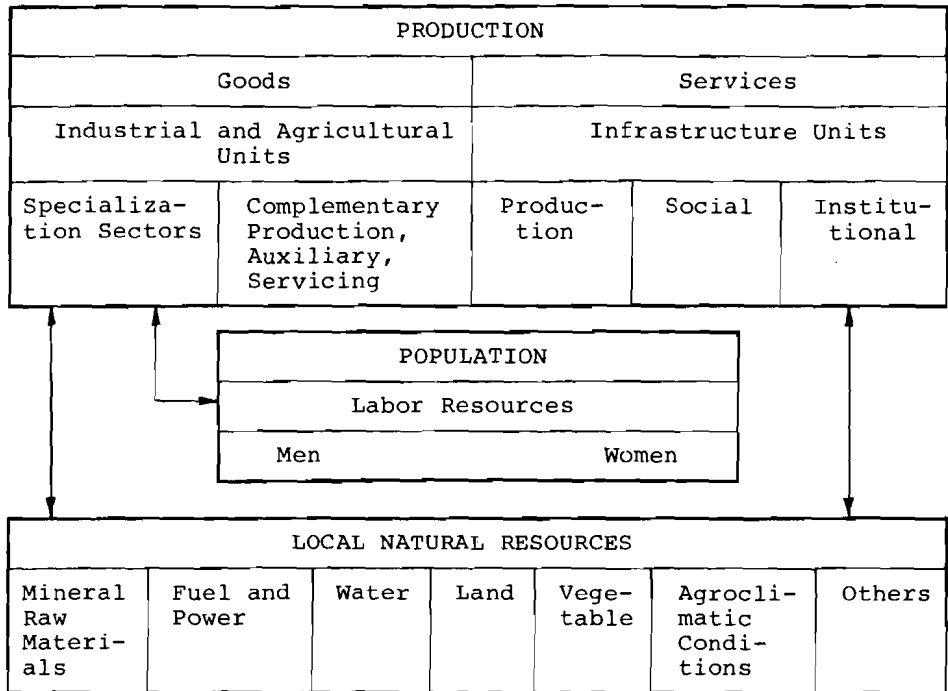 PRODUCTION
Goods
Services
Industrial and Agricultural
Units
Infrastructure Units
Specializa-
tion Sectors
Complementary
Production,
Auxiliary,
Servicing
Produc-
tion
Social
Institu-
tional
POPULATION
Labor Resources
Men
Women
LOCAL NATURAL RESOURCES
Mineral
Raw
Materi-
als
Fuel and
Power
Water
Land
Vege-
table
Agrocli-
matic
Condi-
tions
Others